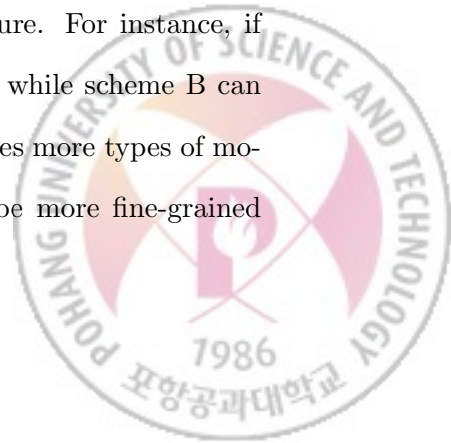 ure. For instance, if
while scheme B can
es more types of mo-
be more fine-grained
POHANG UNIVERSITY OF SCIENCE AND TECHNOLOGY
1986
포항공과대학교